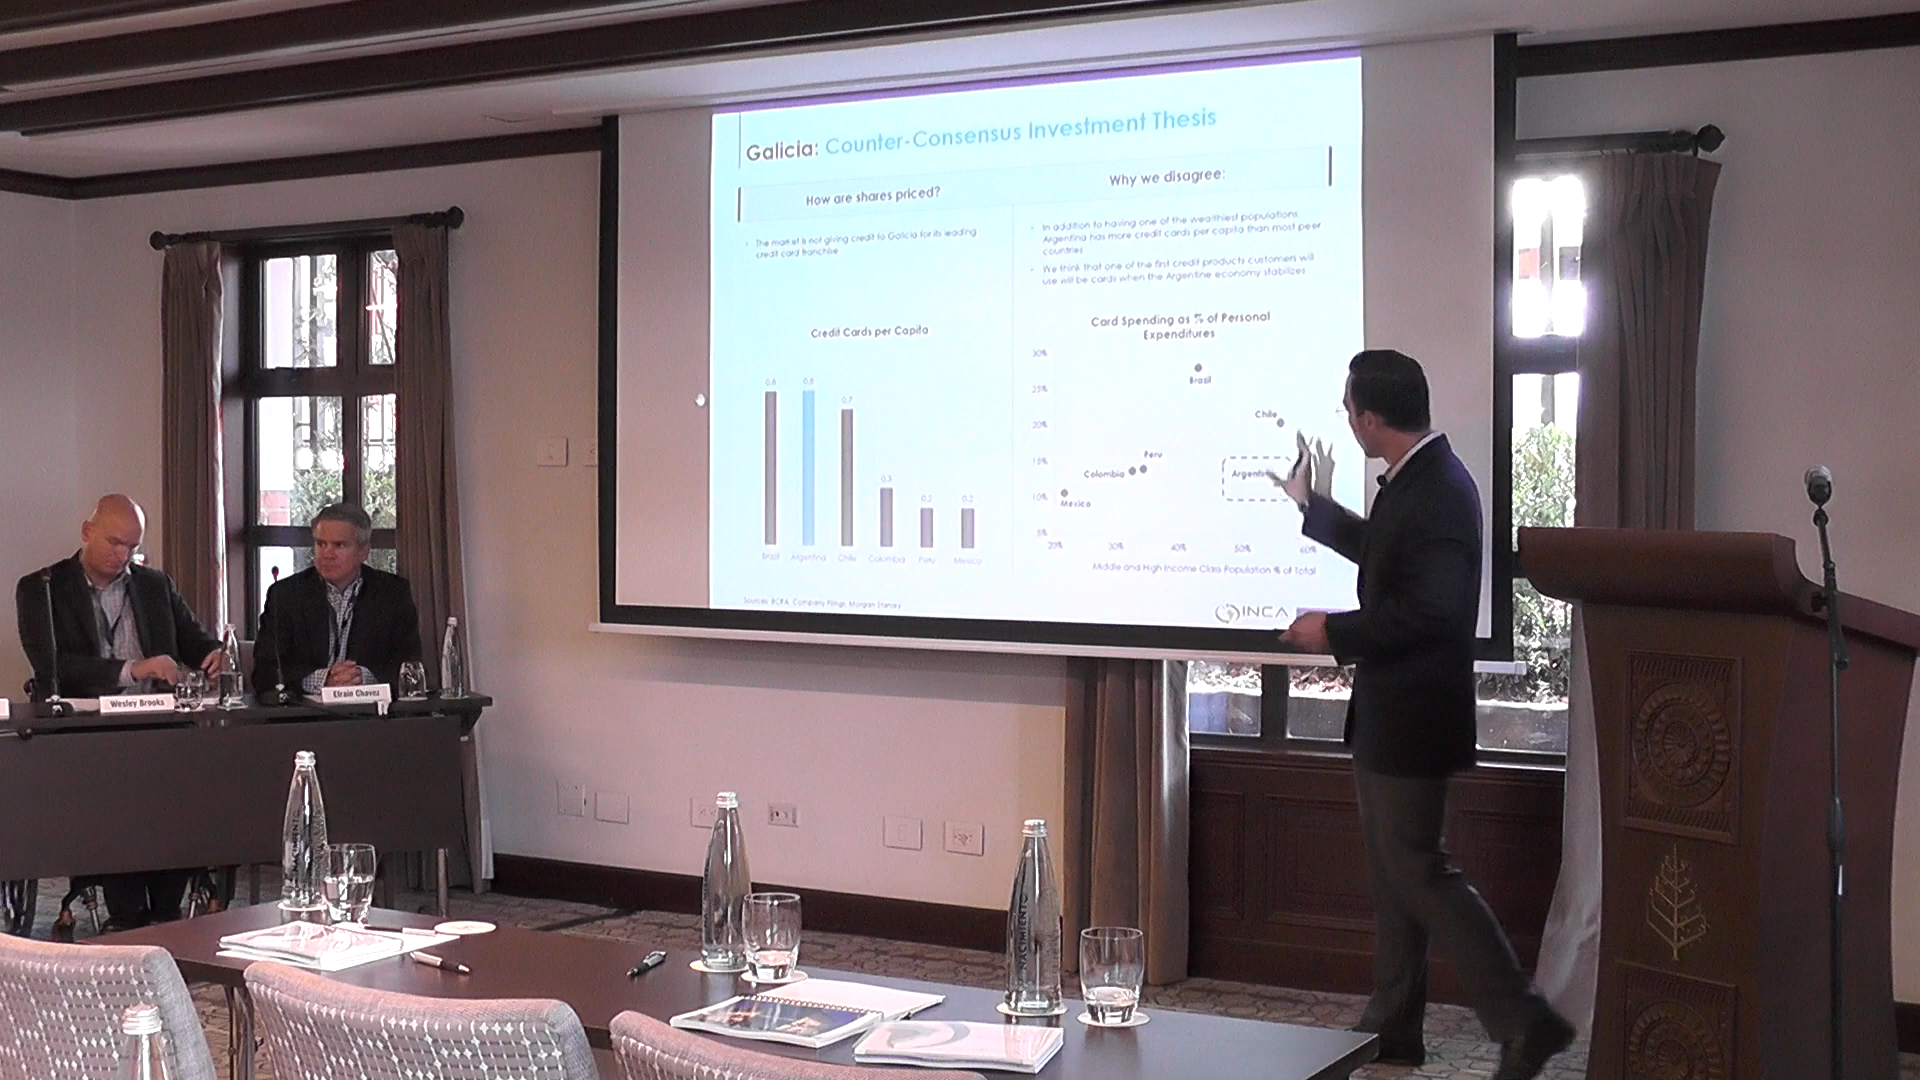 Galicia: Counter-Consensus Investment Thesis
How are shares priced?
Why we disagree:
The market is not giving credit to Galicia for its leading
credit card franchise
In addition to having one of the wealthiest populations
Argentina has more credit cards per capita than most peer
countries
We think that one of the first credit products customers will
use will be cards when the Argentine economy stabilizes
Credit Cards per Capita
0.8 0.8 0.7 0.3 0.2 0.2
Brazil Argentina Chile Colombia Peru Mexico
Card Spending as % of Personal
Expenditures
30%
25%
20%
15%
10%
5%
Brazil
Chile
Peru
Colombia
Mexico
20% 30% 40% 50% 60%
Middle and High Income Class Population % of Total
Sources: BCRA, Company Filings, Morgan Stanley
INCA
Wesley Brooks
Efrain Chavez
NACIMIENTO
NACIMIENTO